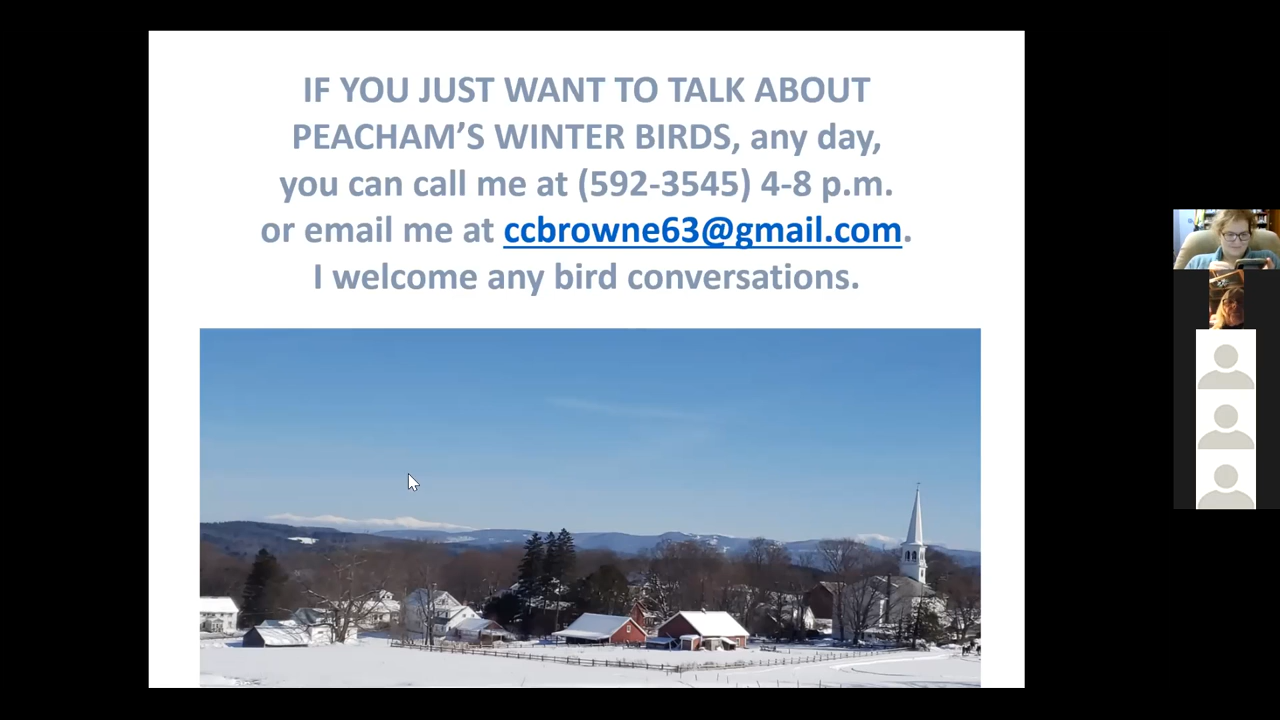 IF YOU JUST WANT TO TALK ABOUT
PEACHAM’S WINTER BIRDS, any day,
you can call me at (592-3545) 4-8 p.m.
or email me at ccbrowne63@gmail.com.
I welcome any bird conversations.